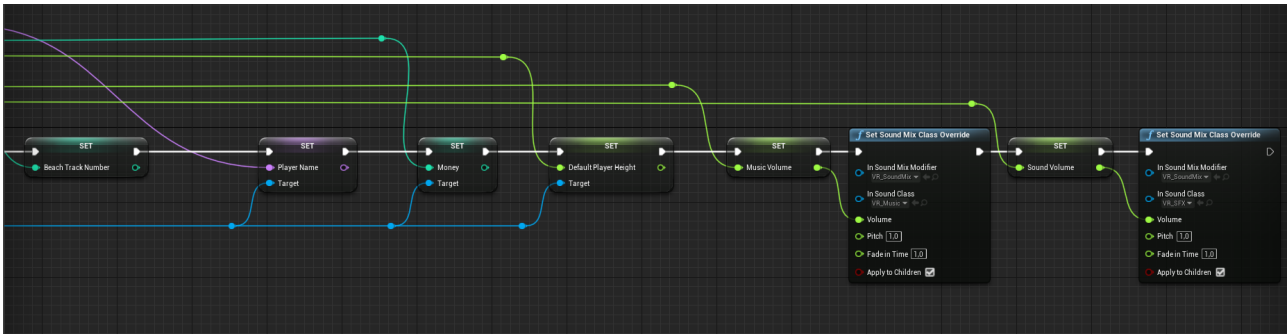 SET
Beach Track Number
SET
Player Name
Target
SET
Money
Target
SET
Default Player Height
Target
SET
Music Volume
f Set Sound Mix Class Override
In Sound Mix Modifier
VR_SoundMix
In Sound Class
VR_Music
Volume
Pitch 1,0
Fade in Time 1,0
Apply to Children
SET
Sound Volume
f Set Sound Mix Class Override
In Sound Mix Modifier
VR_SoundMix
In Sound Class
VR_SFX
Volume
Pitch 1,0
Fade in Time 1,0
Apply to Children